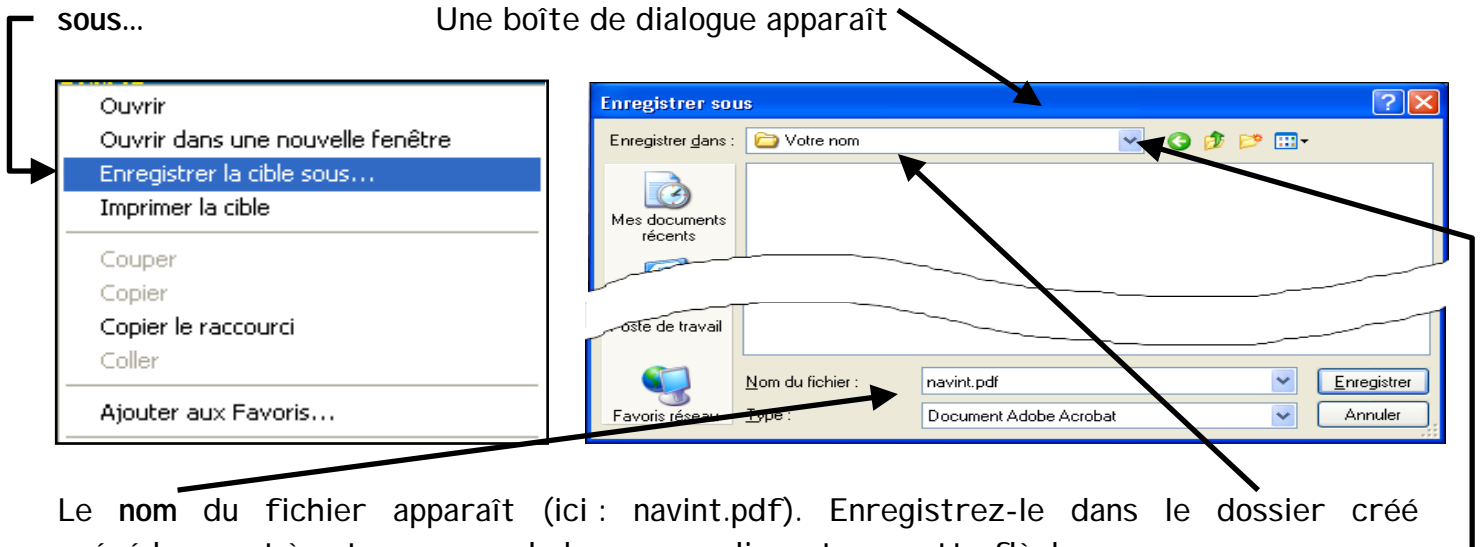 sous... Une boîte de dialogue apparaît
Ouvrir
Ouvrir dans une nouvelle fenêtre
Enregistrer la cible sous...
Imprimer la cible
Couper
Copier
Copier le raccourci
Coller
Ajouter aux Favoris...
Enregistrer sous
Enregistrer dans : Votre nom
Mes documents
récents
Poste de travail
Favoris réseau
Nom du fichier : navint.pdf Enregistrer
Type : Document Adobe Acrobat Annuler
Le nom du fichier apparaît (ici : navint.pdf). Enregistrez-le dans le dossier créé